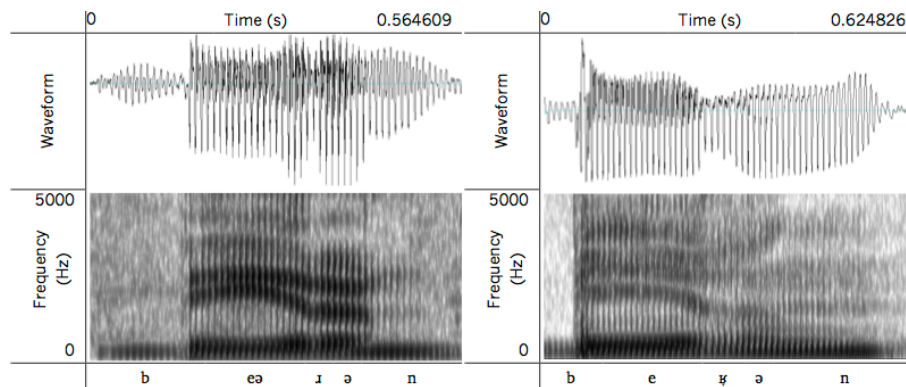 0 Time (s) 0.564609
Waveform
5000
Frequency (Hz)
0
b eə ɹ ə n
0 Time (s) 0.624826
Waveform
5000
Frequency (Hz)
0
b e ʁ ə n